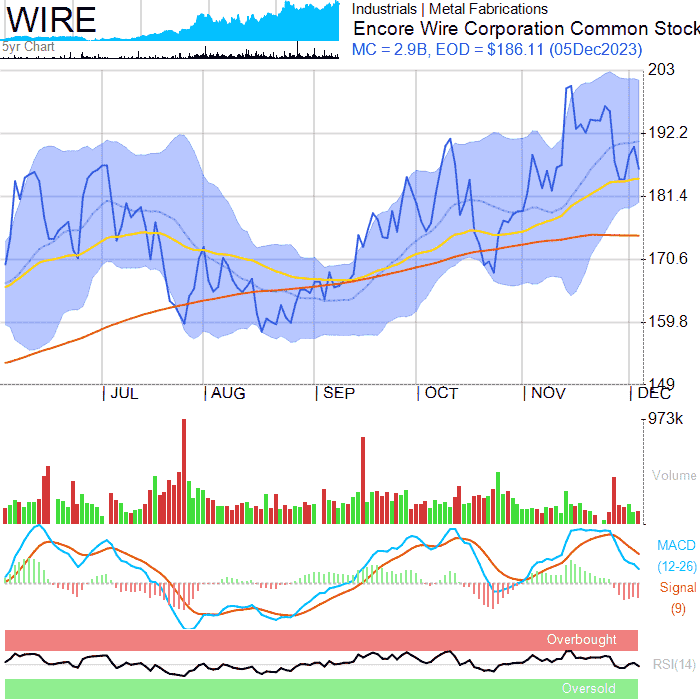 WIRE
5yr Chart
Industrials | Metal Fabrications
Encore Wire Corporation Common Stock
MC = 2.9B, EOD = $186.11 (05Dec2023)
203
192.2
181.4
170.6
159.8
149
JUL AUG SEP OCT NOV DEC
973k
Volume
MACD
(12-26)
Signal
(9)
Overbought
RSI(14)
Oversold